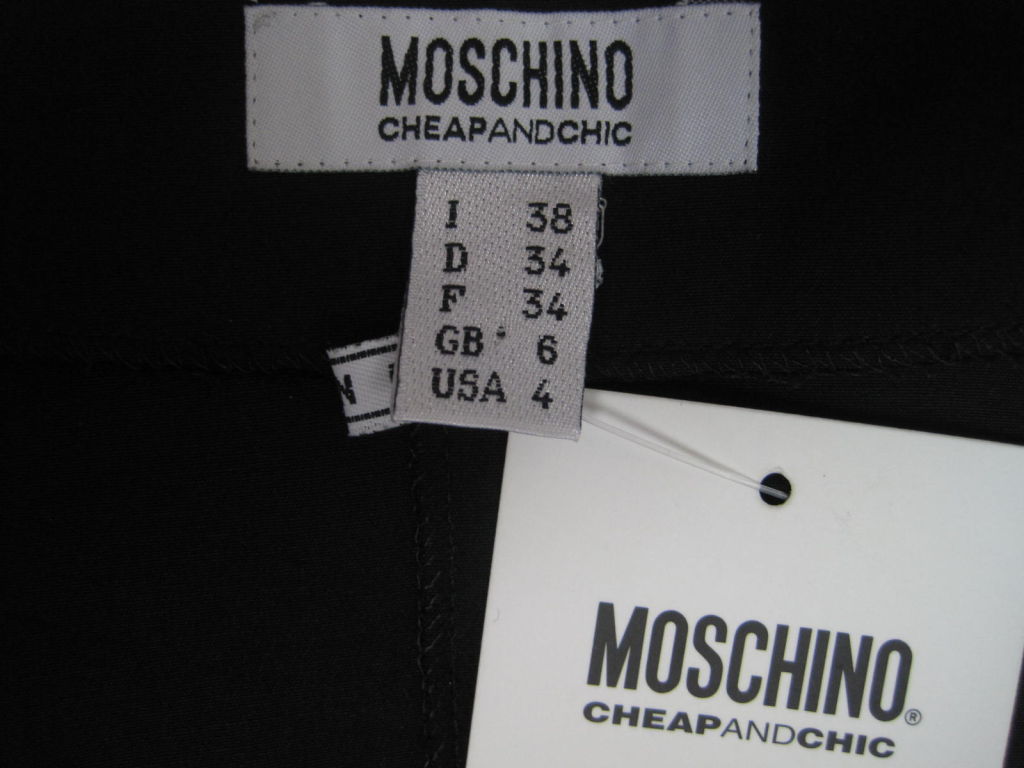 MOSCHINO
CHEAPANDCHIC
I 38
D 34
F 34
GB 6
USA 4
N
MOSCHINO®
CHEAPANDCHIC